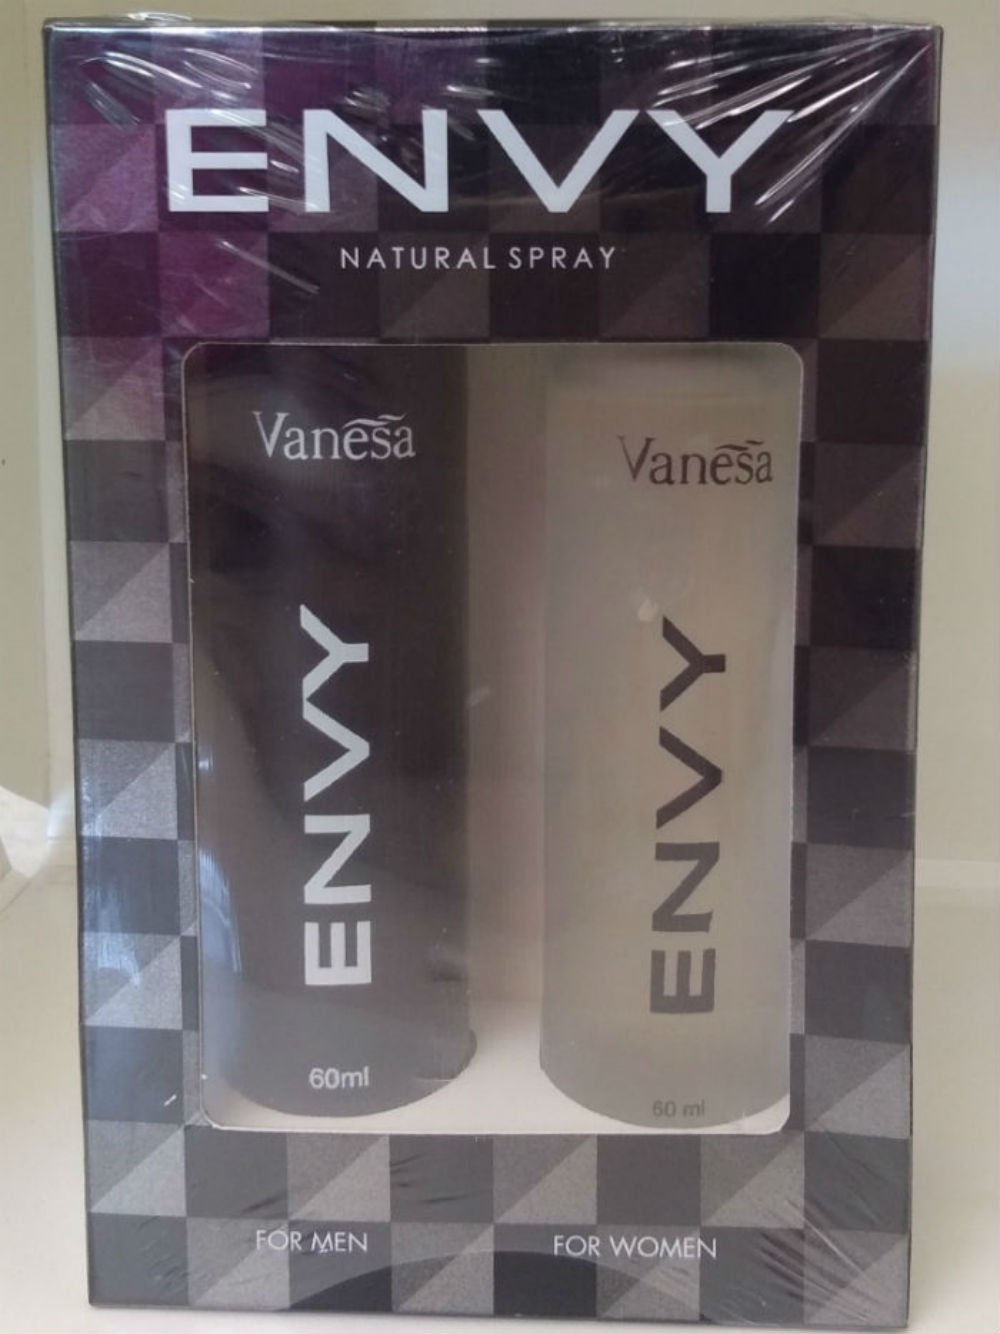 ENVY
NATURAL SPRAY
Vanesa
ENVY
60ml
Vanesa
ENVY
60 ml
FOR MEN
FOR WOMEN